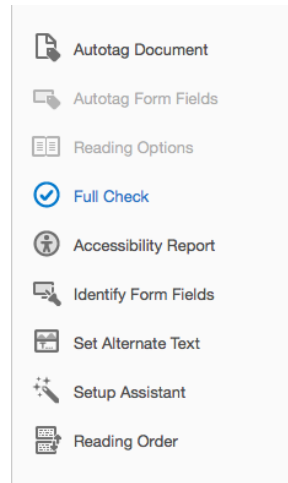 Autotag Document
Autotag Form Fields
Reading Options
Full Check
Accessibility Report
Identify Form Fields
Set Alternate Text
Setup Assistant
Reading Order